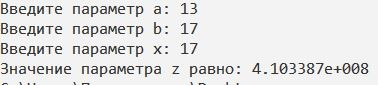 Введите параметр a: 13
Введите параметр b: 17
Введите параметр x: 17
Значение параметра z равно: 4.103387e+008